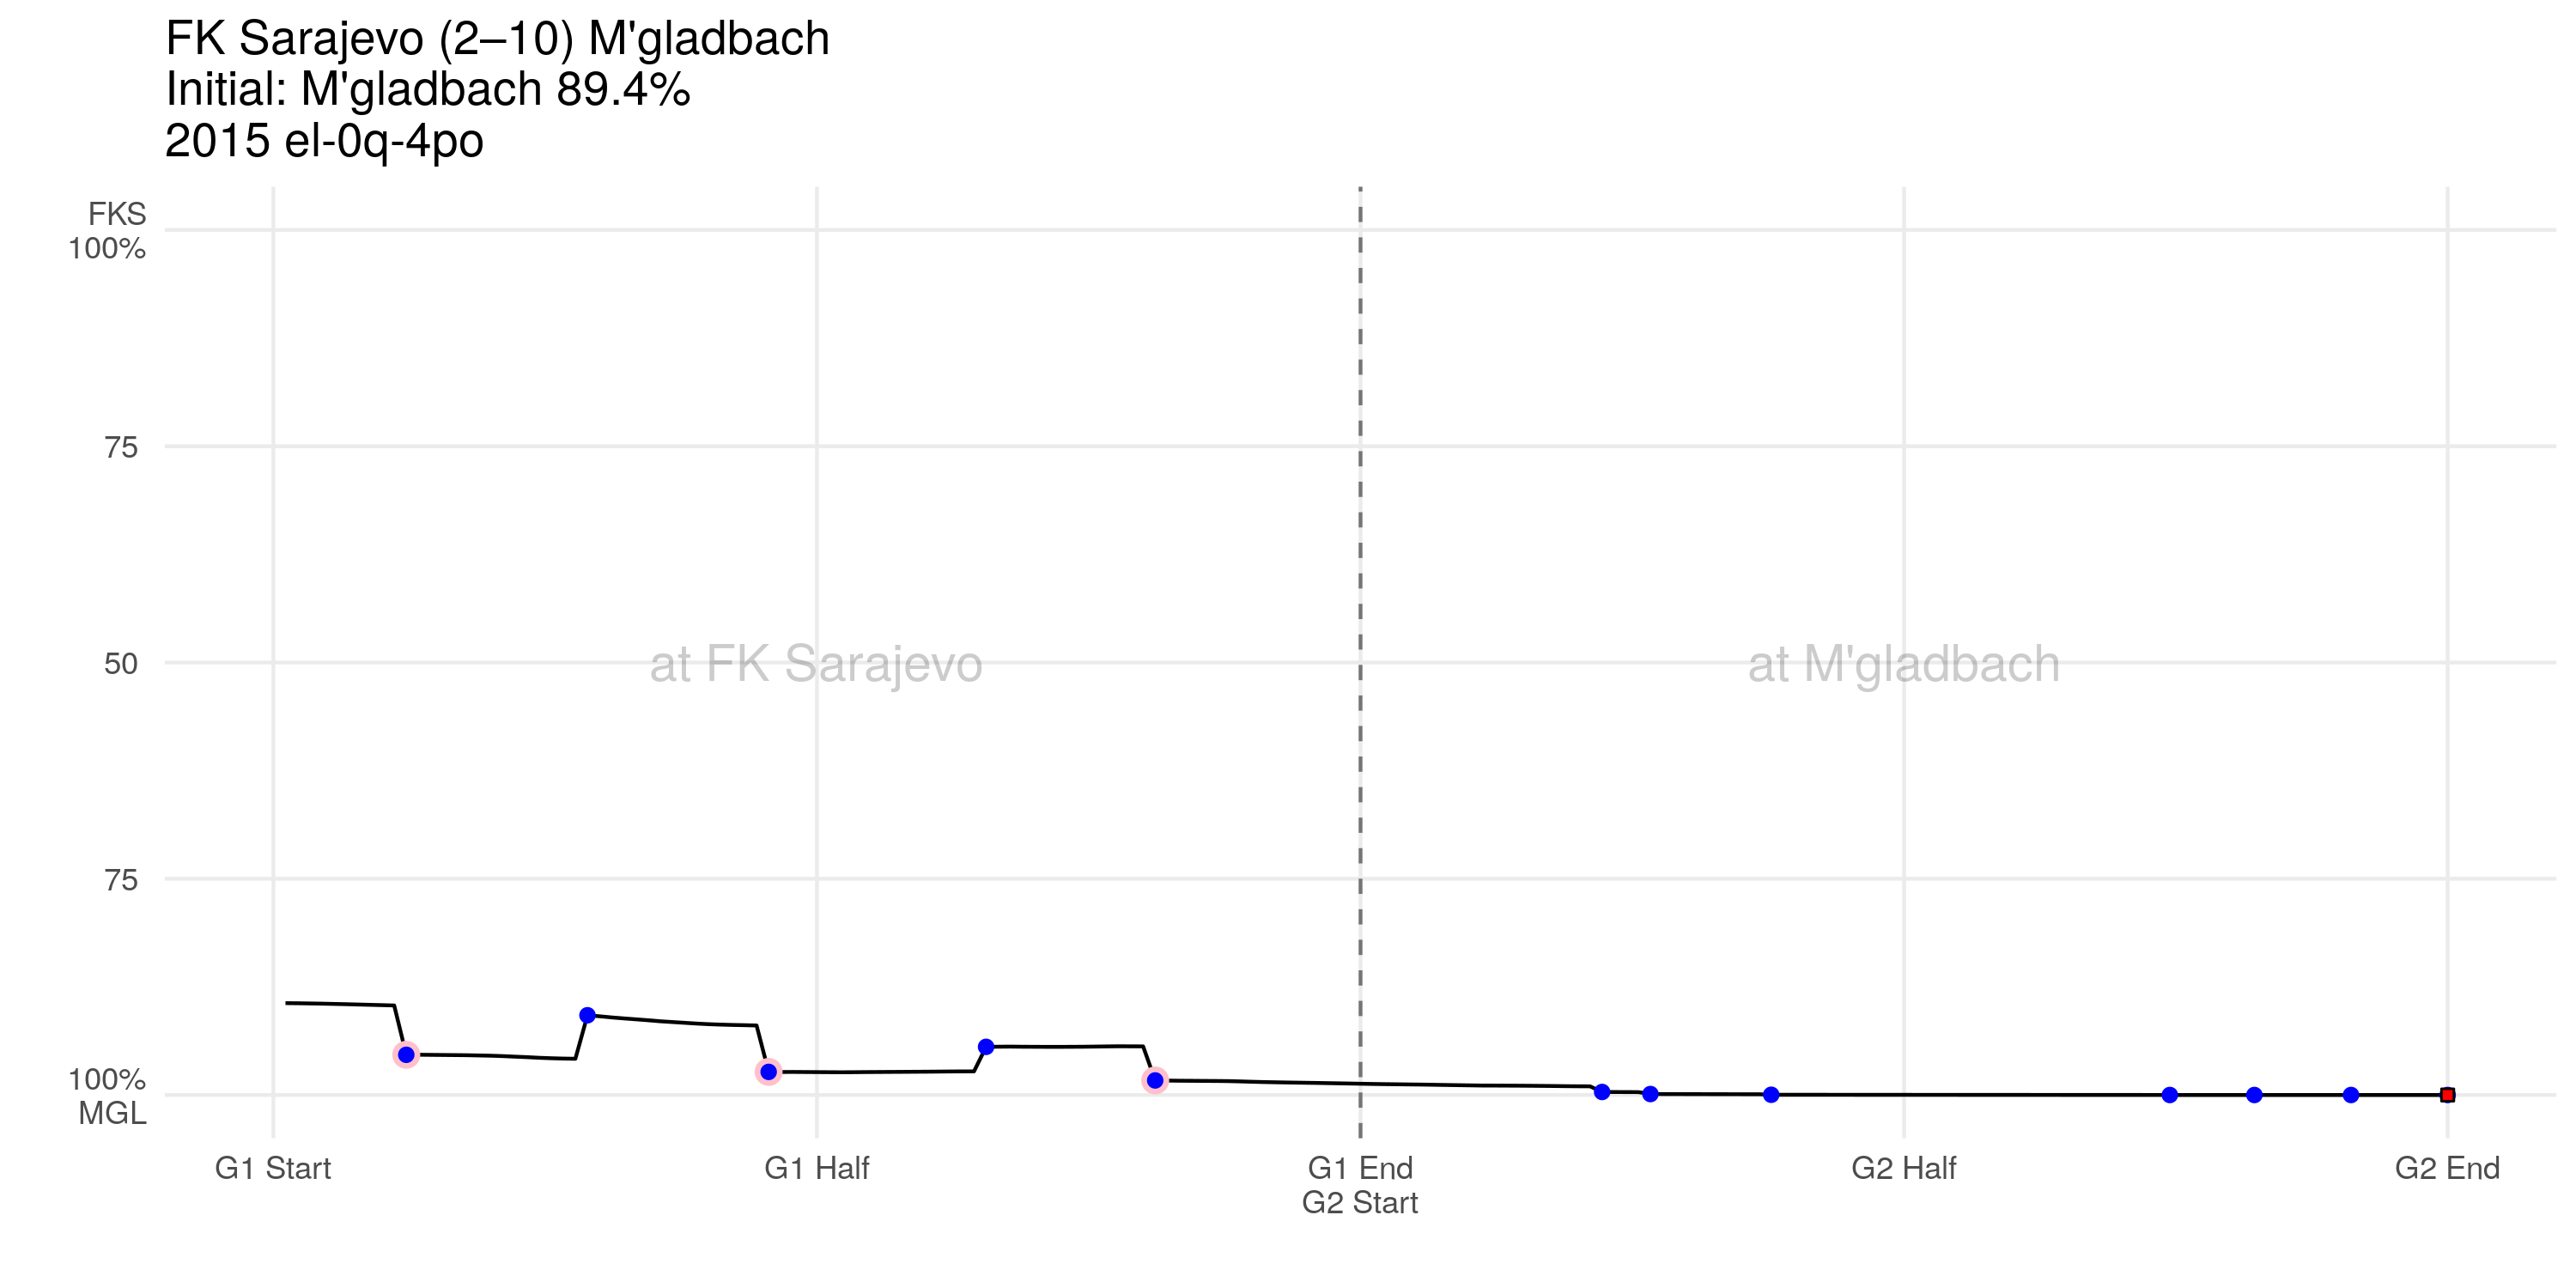 FK Sarajevo (2–10) M'gladbach
Initial: M'gladbach 89.4%
2015 el-0q-4po
FKS
100%
75
50
75
100%
MGL
at FK Sarajevo
at M'gladbach
G1 Start
G1 Half
G1 End
G2 Start
G2 Half
G2 End